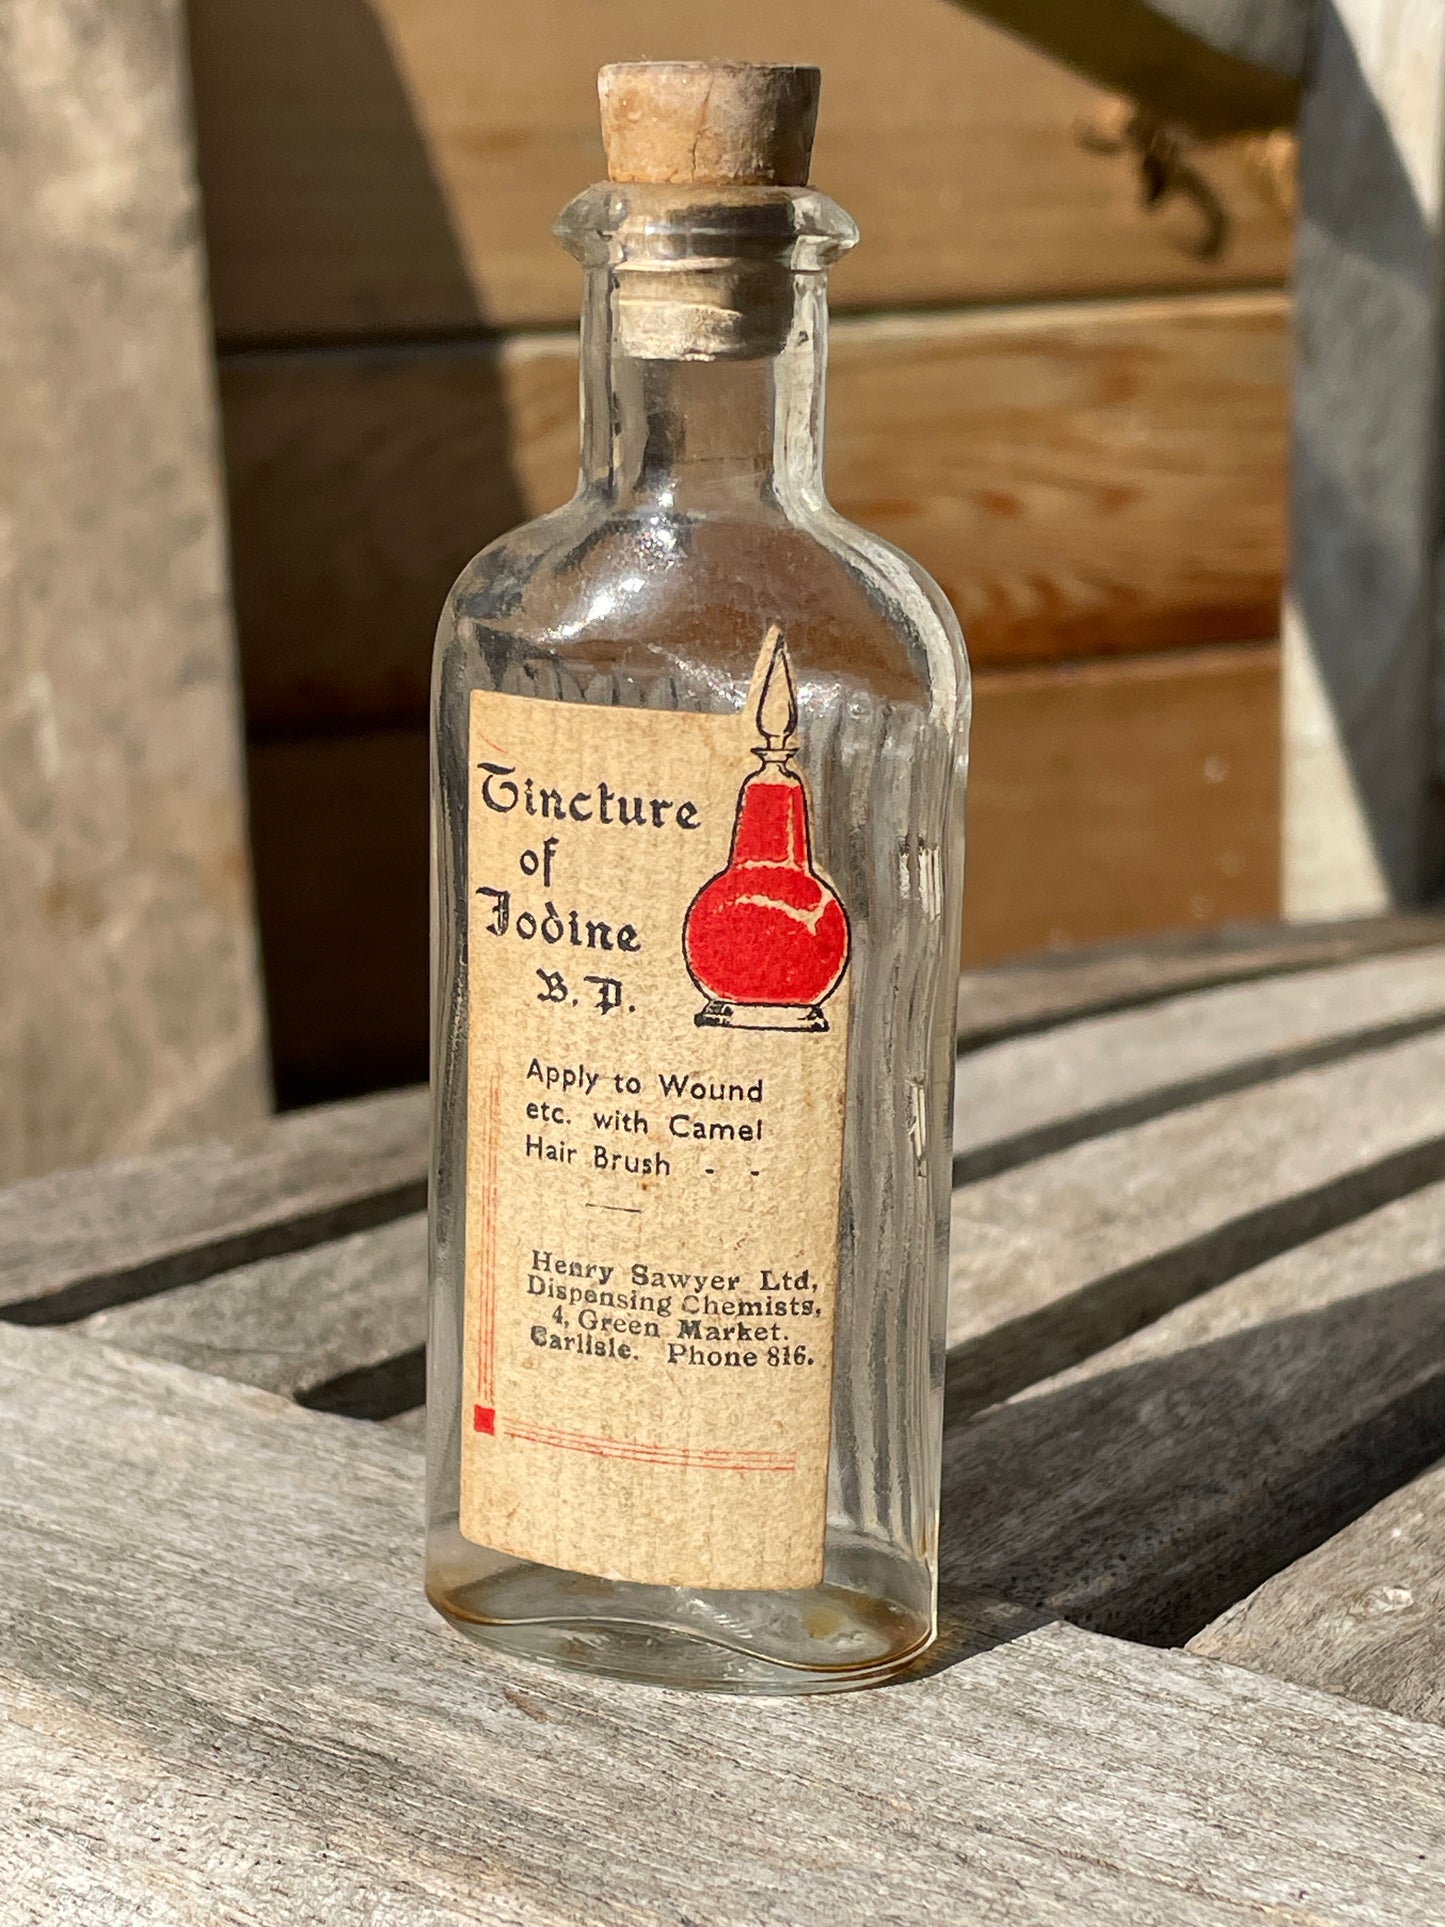 Tincture
of
Iodine
B.P.
Apply to Wound
etc. with Camel
Hair Brush - -
Henry Sawyer Ltd,
Dispensing Chemists,
4, Green Market.
Carlisle. Phone 816.